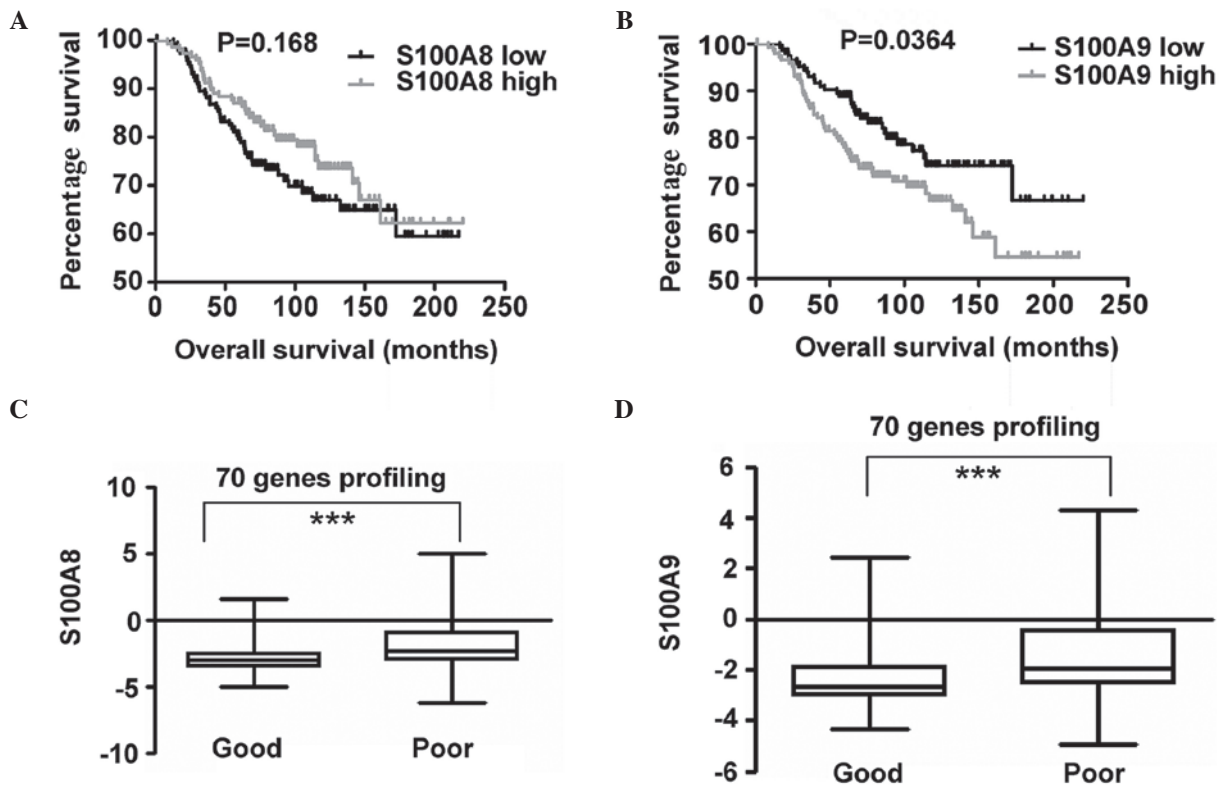 A
P=0.168
S100A8 low
S100A8 high
Percentage survival
100
90
80
70
60
50
0 50 100 150 200 250
Overall survival (months)
B
P=0.0364
S100A9 low
S100A9 high
Percentage survival
100
90
80
70
60
50
0 50 100 150 200 250
Overall survival (months)
C
70 genes profiling
***
S100A8
10
5
0
-5
-10
Good Poor
D
70 genes profiling
***
S100A9
6
4
2
0
-2
-4
-6
Good Poor